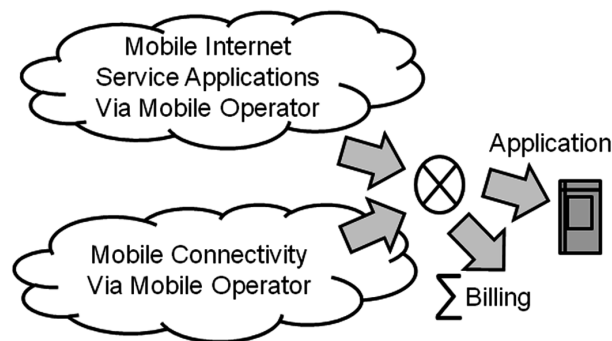 Mobile Internet
Service Applications
Via Mobile Operator
Application
Mobile Connectivity
Via Mobile Operator
Σ Billing